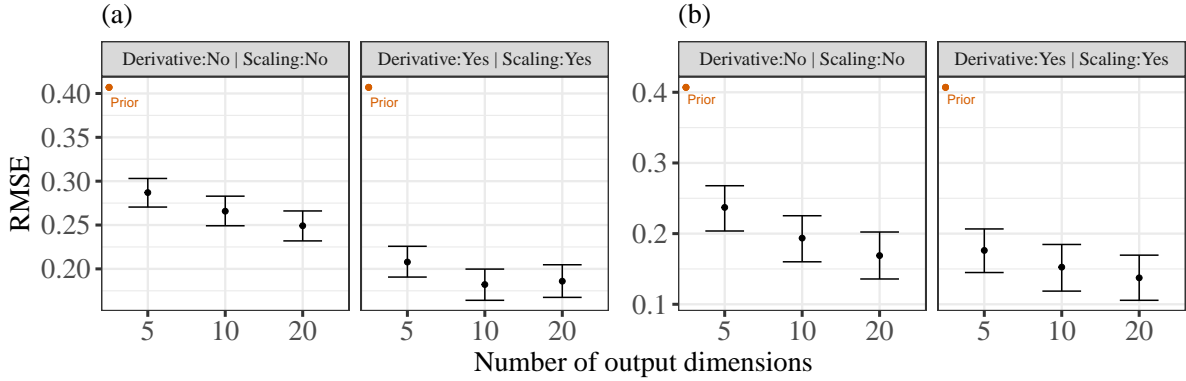 (a)
Derivative:No | Scaling:No
Derivative:Yes | Scaling:Yes
RMSE
0.40
0.35
0.30
0.25
0.20
Prior
Prior
5
10
20
5
10
20
(b)
Derivative:No | Scaling:No
Derivative:Yes | Scaling:Yes
0.4
0.3
0.2
0.1
Prior
Prior
5
10
20
5
10
20
Number of output dimensions